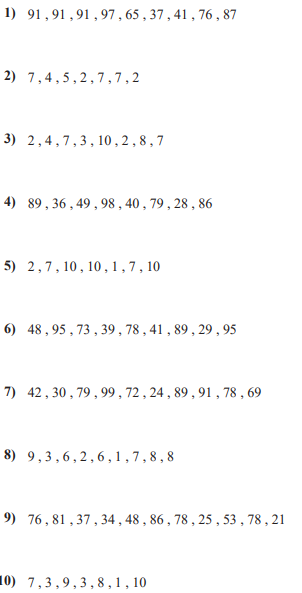 1) 91 , 91 , 91 , 97 , 65 , 37 , 41 , 76 , 87
2) 7 , 4 , 5 , 2 , 7 , 7 , 2
3) 2 , 4 , 7 , 3 , 10 , 2 , 8 , 7
4) 89 , 36 , 49 , 98 , 40 , 79 , 28 , 86
5) 2 , 7 , 10 , 10 , 1 , 7 , 10
6) 48 , 95 , 73 , 39 , 78 , 41 , 89 , 29 , 95
7) 42 , 30 , 79 , 99 , 72 , 24 , 89 , 91 , 78 , 69
8) 9 , 3 , 6 , 2 , 6 , 1 , 7 , 8 , 8
9) 76 , 81 , 37 , 34 , 48 , 86 , 78 , 25 , 53 , 78 , 21
10) 7 , 3 , 9 , 3 , 8 , 1 , 10